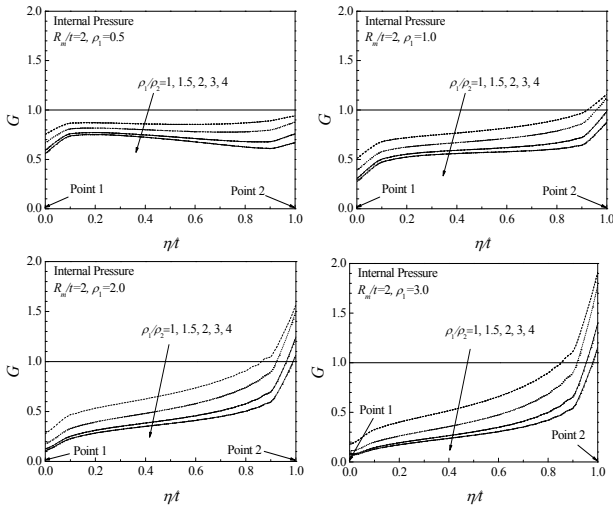 Internal Pressure
R_m/t=2, ρ_1=0.5
ρ_1/ρ_2=1, 1.5, 2, 3, 4
Point 1
Point 2
G
2.0
1.5
1.0
0.5
0.0
0.0 0.2 0.4 0.6 0.8 1.0
η/t
Internal Pressure
R_m/t=2, ρ_1=1.0
ρ_1/ρ_2=1, 1.5, 2, 3, 4
Point 1
Point 2
G
2.0
1.5
1.0
0.5
0.0
0.0 0.2 0.4 0.6 0.8 1.0
η/t
Internal Pressure
R_m/t=2, ρ_1=2.0
ρ_1/ρ_2=1, 1.5, 2, 3, 4
Point 1
Point 2
G
2.0
1.5
1.0
0.5
0.0
0.0 0.2 0.4 0.6 0.8 1.0
η/t
Internal Pressure
R_m/t=2, ρ_1=3.0
ρ_1/ρ_2=1, 1.5, 2, 3, 4
Point 1
Point 2
G
2.0
1.5
1.0
0.5
0.0
0.0 0.2 0.4 0.6 0.8 1.0
η/t